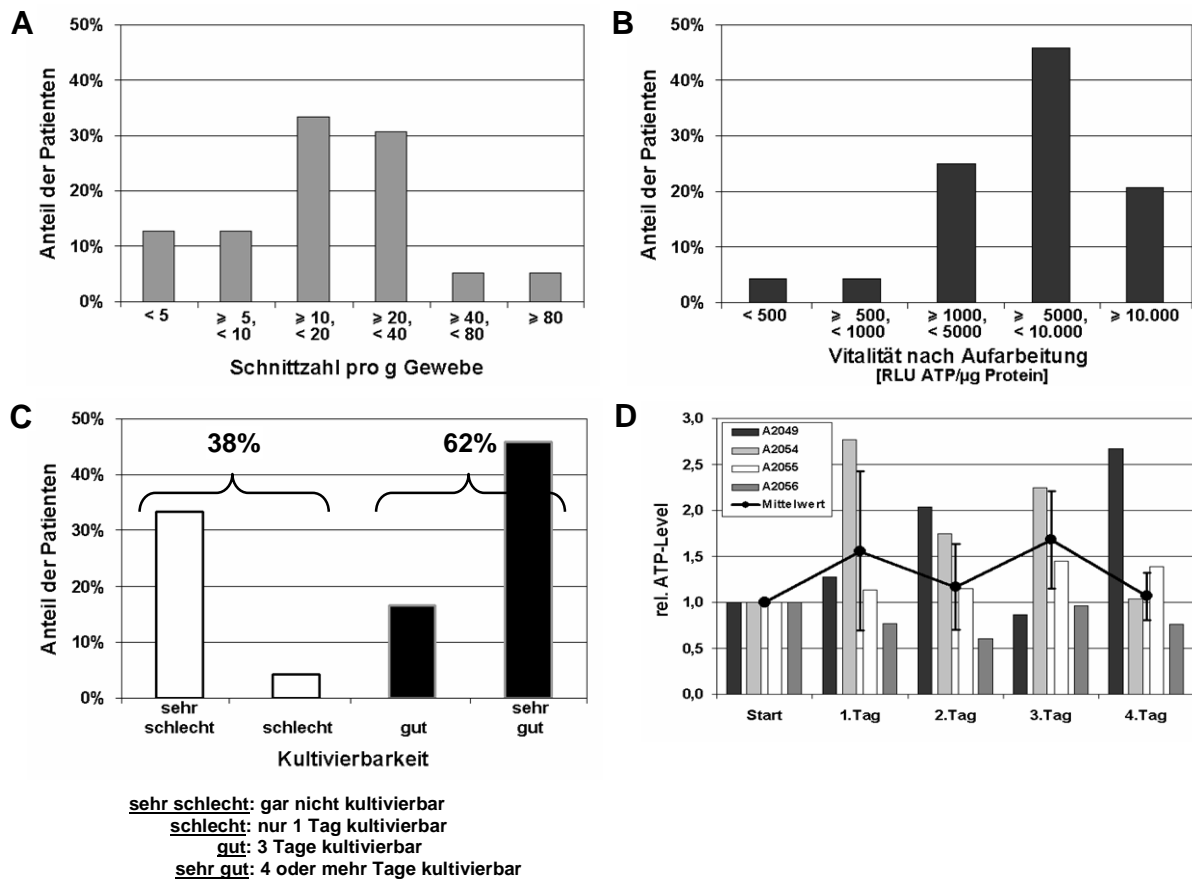 A
50%
40%
30%
20%
10%
0%
Anteil der Patienten
< 5
⩾ 5, < 10
⩾ 10, < 20
⩾ 20, < 40
⩾ 40, < 80
⩾ 80
Schnittzahl pro g Gewebe
B
50%
40%
30%
20%
10%
0%
Anteil der Patienten
< 500
⩾ 500, < 1000
⩾ 1000, < 5000
⩾ 5000, < 10.000
⩾ 10.000
Vitalität nach Aufarbeitung
[RLU ATP/µg Protein]
C
50%
40%
30%
20%
10%
0%
Anteil der Patienten
38%
62%
sehr schlecht
schlecht
gut
sehr gut
Kultivierbarkeit
sehr schlecht: gar nicht kultivierbar
schlecht: nur 1 Tag kultivierbar
gut: 3 Tage kultivierbar
sehr gut: 4 oder mehr Tage kultivierbar
D
3,0
2,5
2,0
1,5
1,0
0,5
0,0
rel. ATP-Level
A2049
A2054
A2055
A2056
Mittelwert
Start
1.Tag
2.Tag
3.Tag
4.Tag